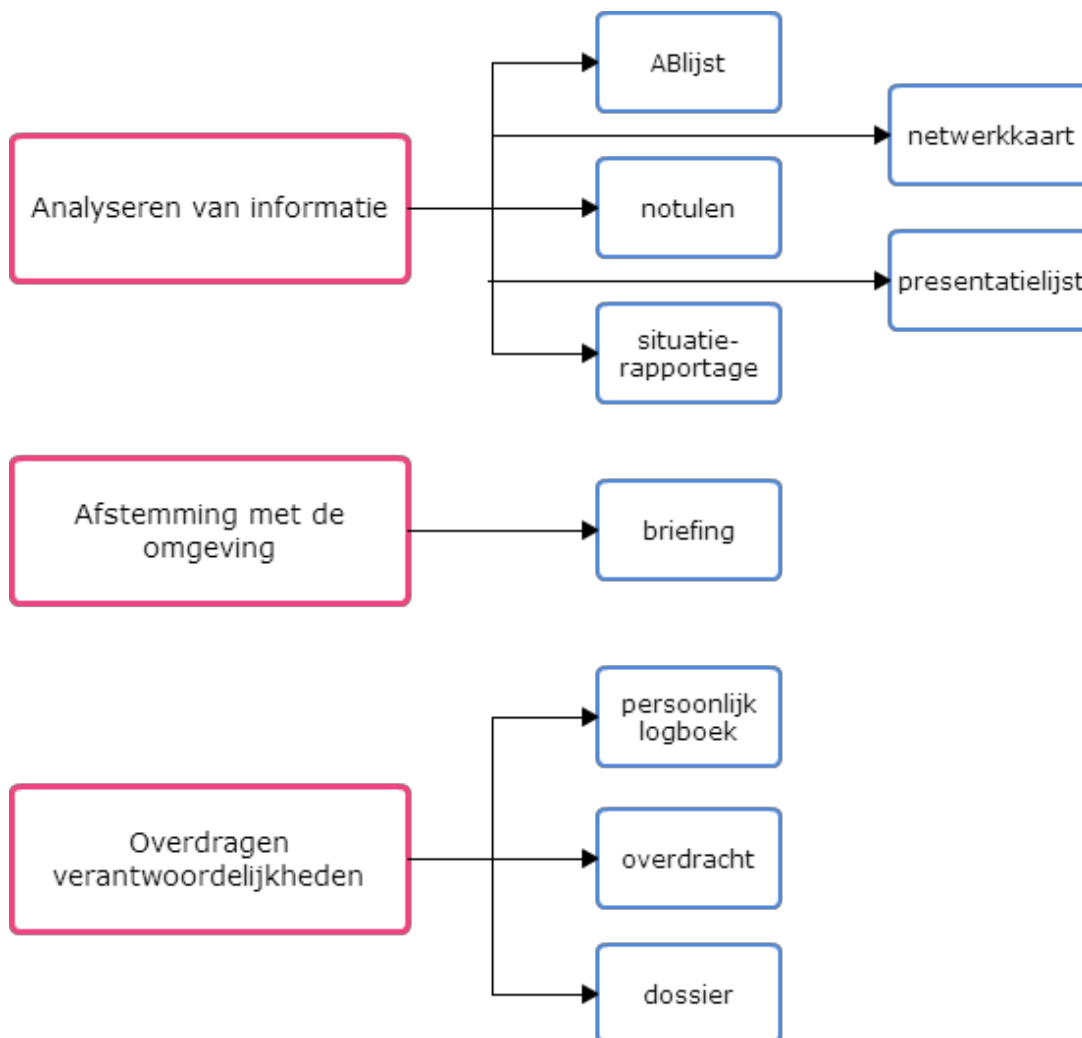 ABlijst
netwerkkaart
Analyseren van informatie
notulen
presentatielijst
situatie-
rapportage
Afstemming met de
omgeving
briefing
persoonlijk
logboek
Overdragen
verantwoordelijkheden
overdracht
dossier